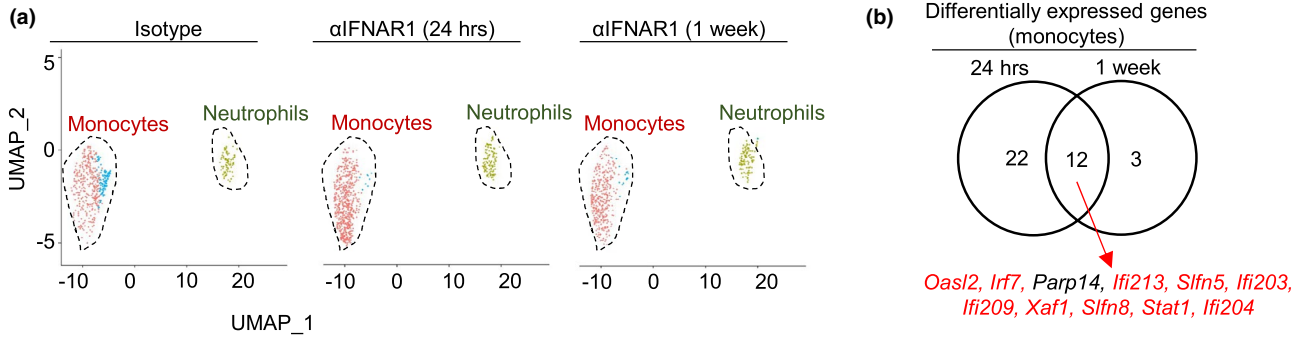 (a)
Isotype
αIFNAR1 (24 hrs)
αIFNAR1 (1 week)
UMAP_2
5
0
-5
Monocytes
Neutrophils
Monocytes
Neutrophils
Monocytes
Neutrophils
-10 0 10 20
-10 0 10 20
-10 0 10 20
UMAP_1
(b)
Differentially expressed genes
(monocytes)
24 hrs
1 week
22
12
3
Oasl2, Irf7, Parp14, Ifi213, Slfn5, Ifi203,
Ifi209, Xaf1, Slfn8, Stat1, Ifi204